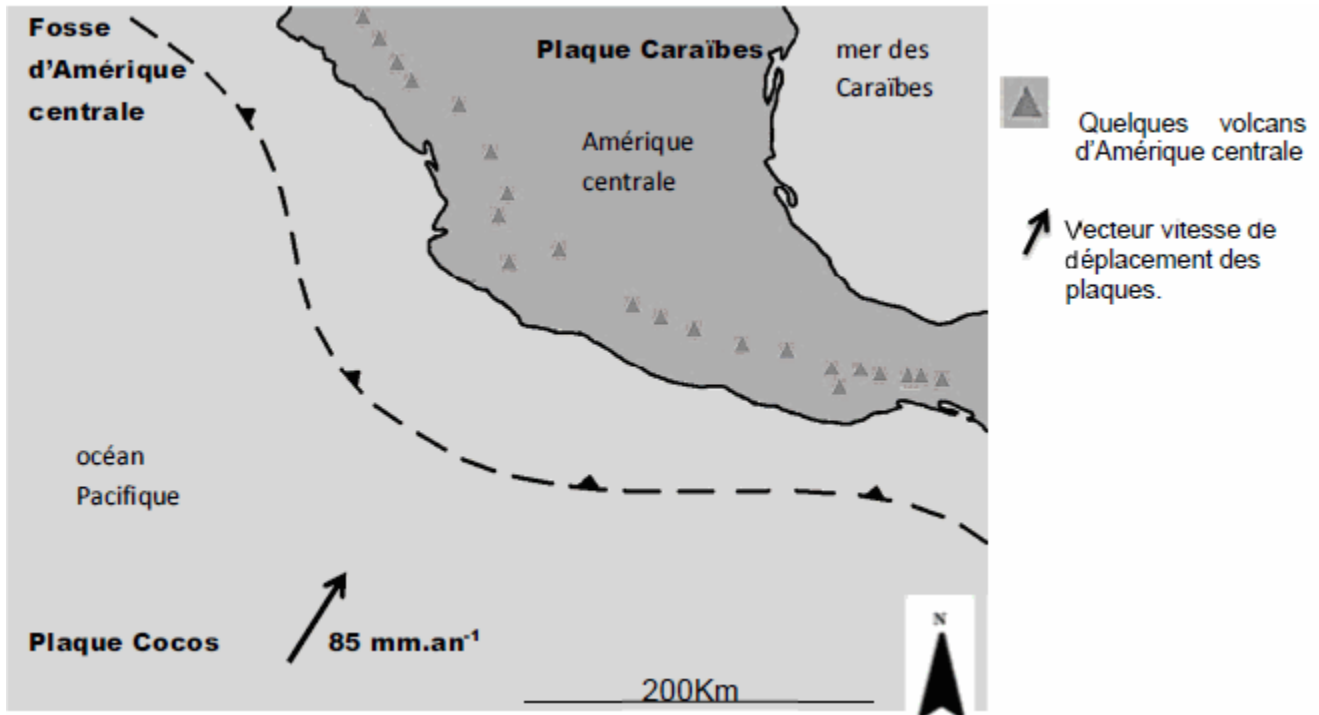 Fosse
d'Amérique
centrale
Plaque Caraïbes
mer des
Caraïbes
Amérique
centrale
Quelques volcans
d'Amérique centrale
Vecteur vitesse de
déplacement des
plaques.
océan
Pacifique
Plaque Cocos
85 mm.an⁻¹
200Km
N